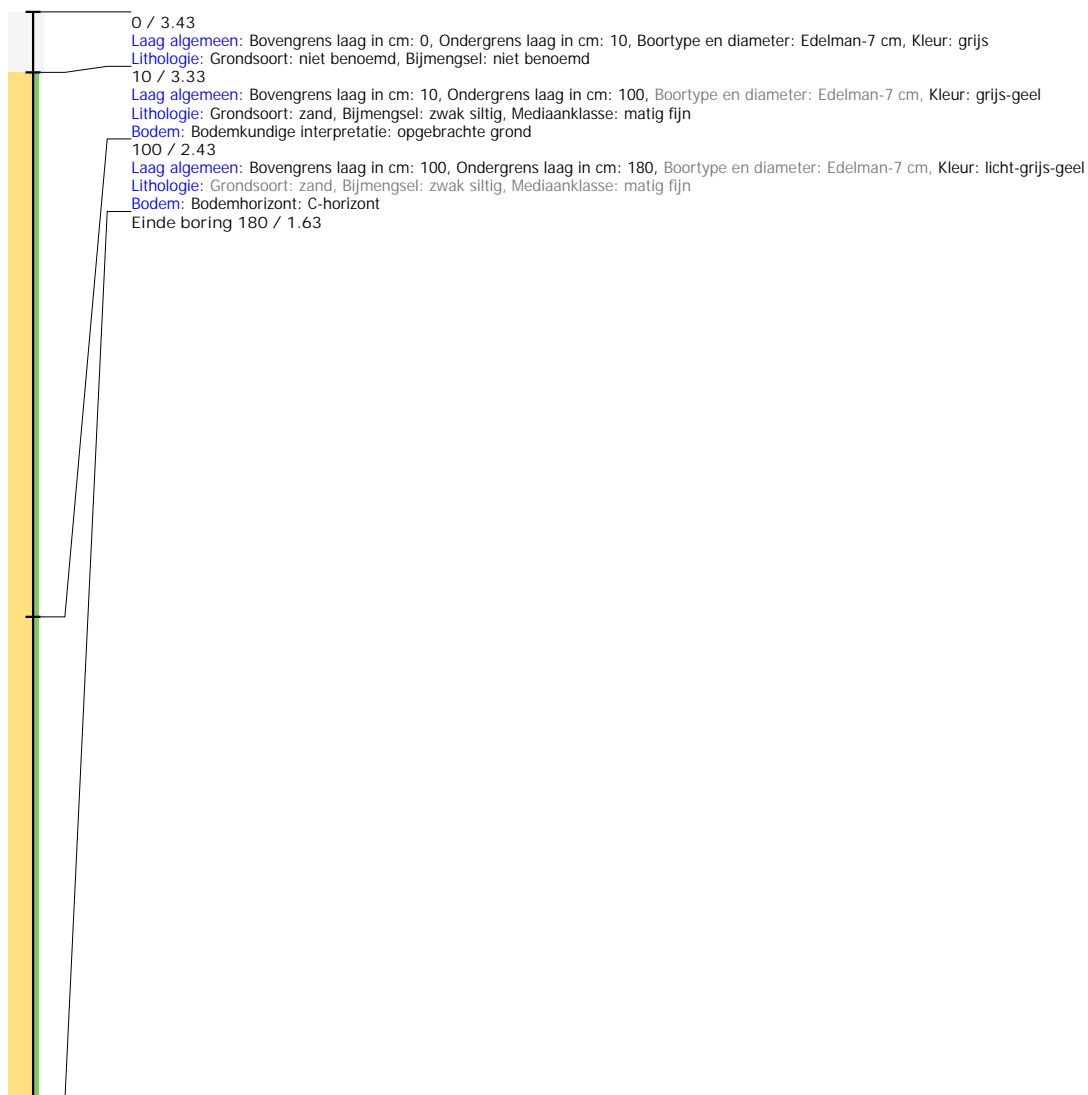 0 / 3.43
Laag algemeen: Bovengrens laag in cm: 0, Ondergrens laag in cm: 10, Boortype en diameter: Edelman-7 cm, Kleur: grijs
Lithologie: Grondsoort: niet benoemd, Bijmengsel: niet benoemd
10 / 3.33
Laag algemeen: Bovengrens laag in cm: 10, Ondergrens laag in cm: 100, Boortype en diameter: Edelman-7 cm, Kleur: grijs-geel
Lithologie: Grondsoort: zand, Bijmengsel: zwak siltig, Mediaanklasse: matig fijn
Bodem: Bodemkundige interpretatie: opgebrachte grond
100 / 2.43
Laag algemeen: Bovengrens laag in cm: 100, Ondergrens laag in cm: 180, Boortype en diameter: Edelman-7 cm, Kleur: licht-grijs-geel
Lithologie: Grondsoort: zand, Bijmengsel: zwak siltig, Mediaanklasse: matig fijn
Bodem: Bodemhorizont: C-horizont
Einde boring 180 / 1.63